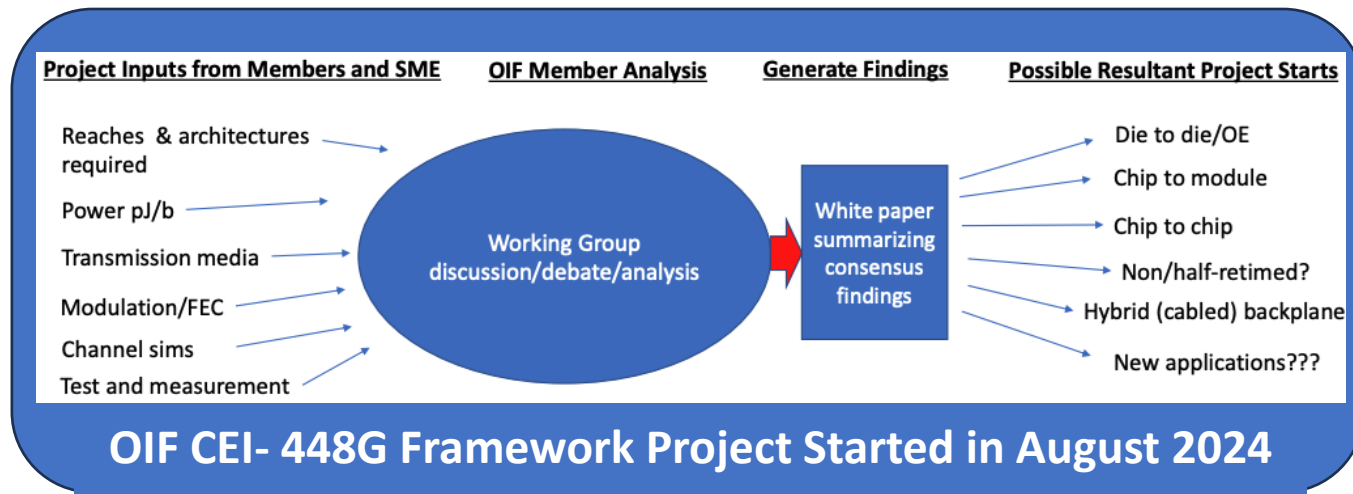 Project Inputs from Members and SME
OIF Member Analysis
Generate Findings
Possible Resultant Project Starts
Reaches & architectures
required
Power pJ/b
Transmission media
Modulation/FEC
Channel sims
Test and measurement
Working Group
discussion/debate/analysis
White paper
summarizing
consensus
findings
Die to die/OE
Chip to module
Chip to chip
Non/half-retimed?
Hybrid (cabled) backplane
New applications???
OIF CEI- 448G Framework Project Started in August 2024